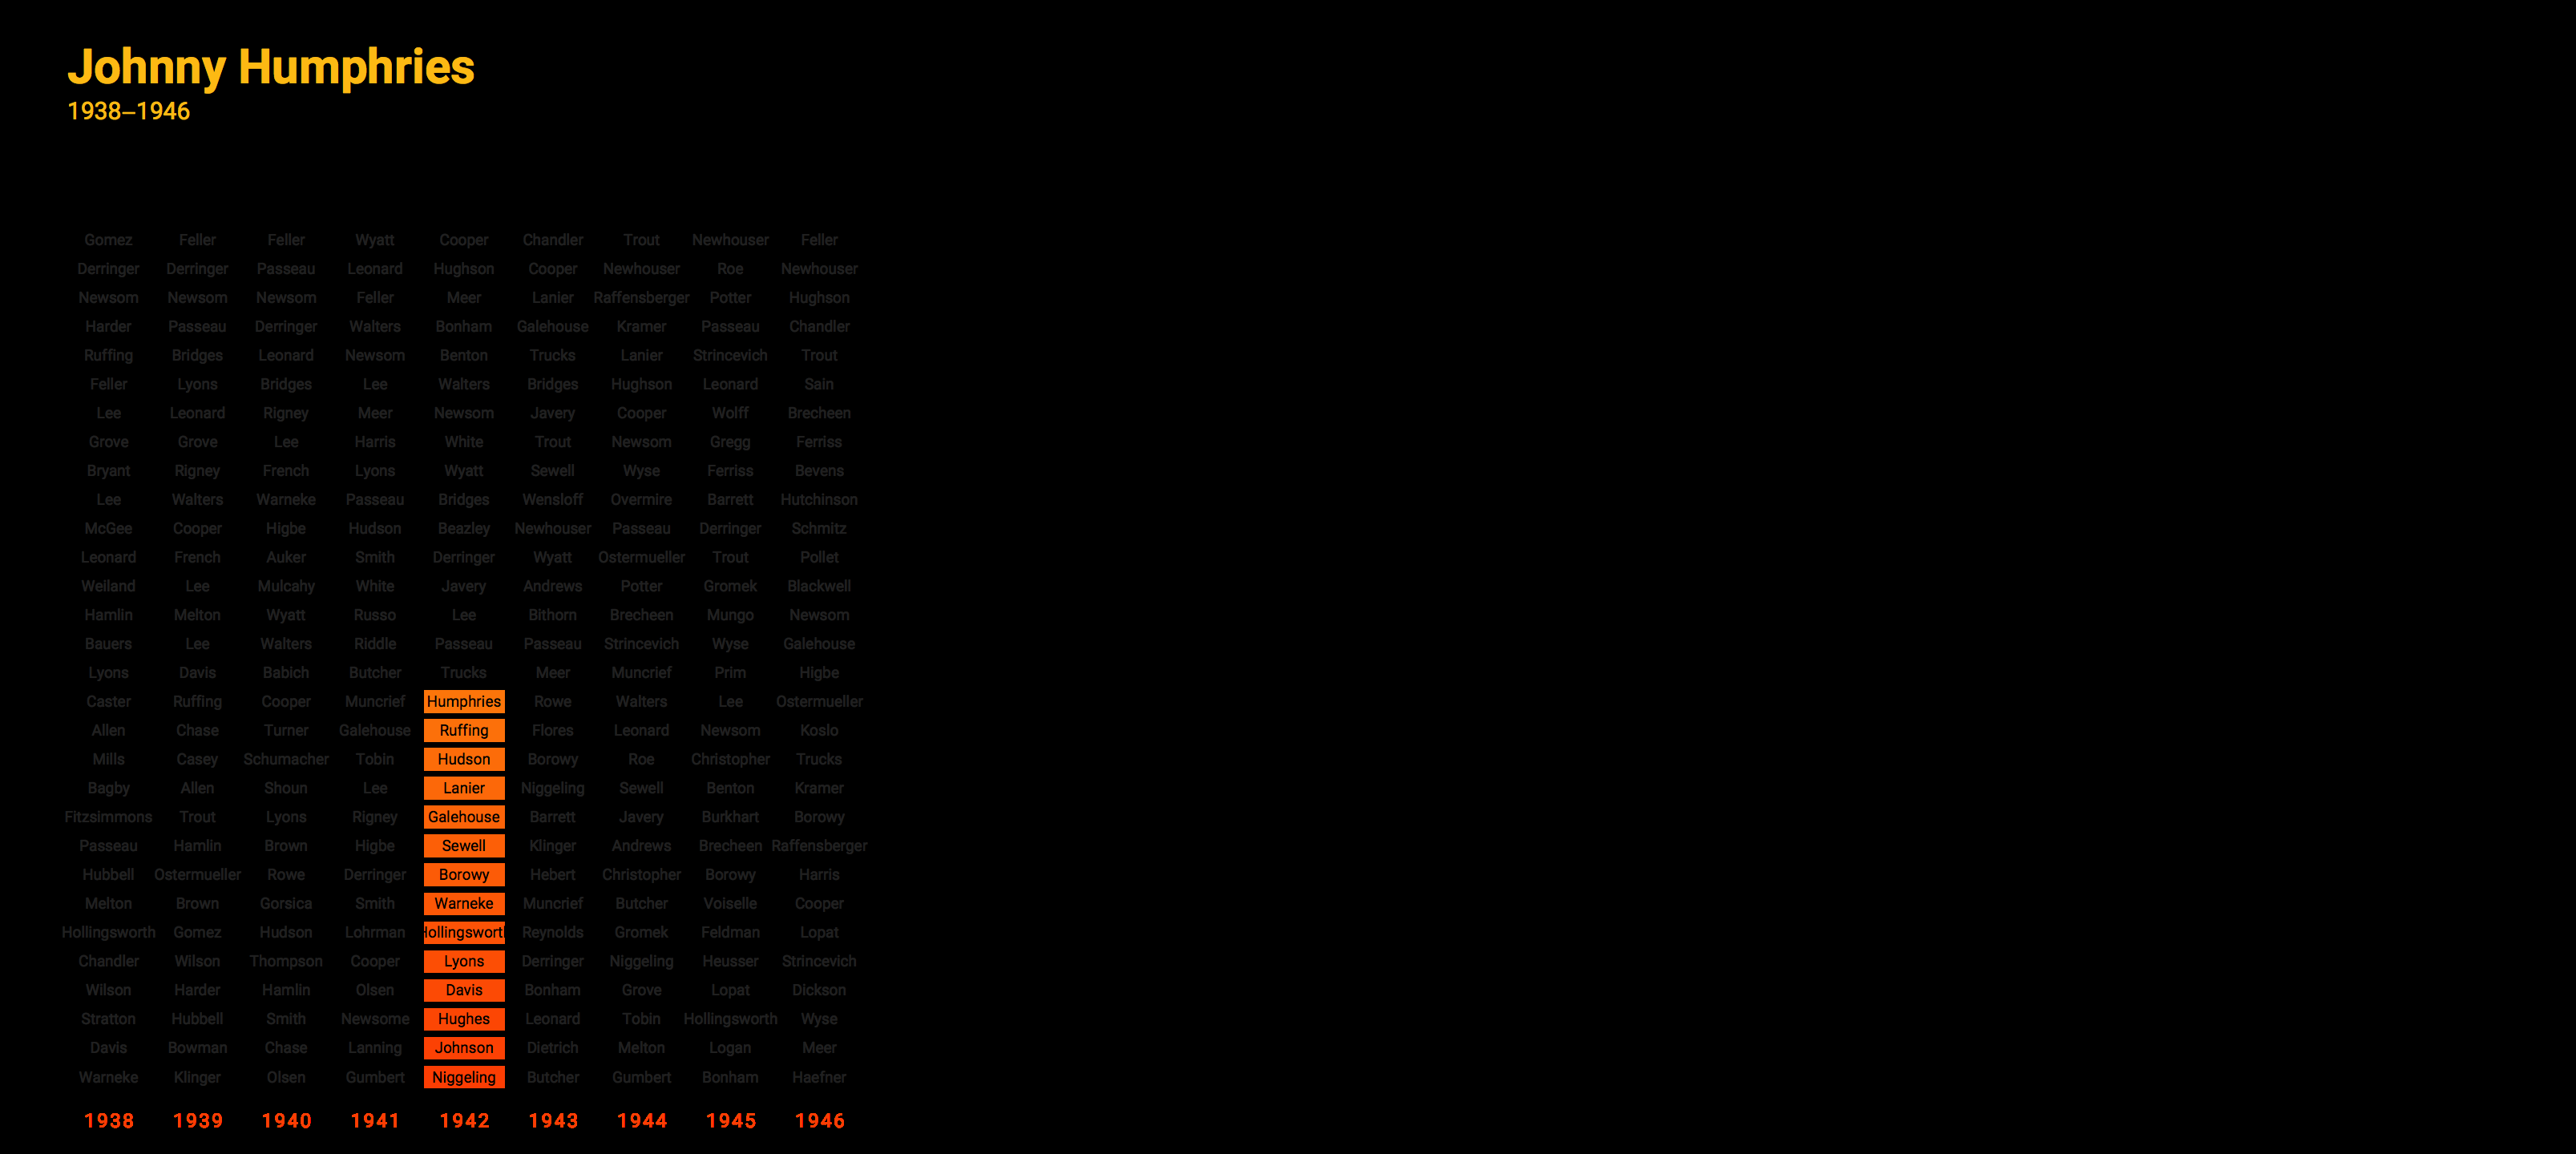 Johnny Humphries
1938–1946
Gomez Feller Feller Wyatt Cooper Chandler Trout Newhouser Feller
Derringer Derringer Passeau Leonard Hughson Cooper Newhouser Roe Newhouser
Newsom Newsom Newsom Feller Meer Lanier Raffensberger Potter Hughson
Harder Passeau Derringer Walters Bonham Galehouse Kramer Passeau Chandler
Ruffing Bridges Leonard Newsom Benton Trucks Lanier Strincevich Trout
Feller Lyons Bridges Lee Walters Bridges Hughson Leonard Sain
Lee Leonard Rigney Meer Newsom Javery Cooper Wolff Brecheen
Grove Grove Lee Harris White Trout Newsom Gregg Ferriss
Bryant Rigney French Lyons Wyatt Sewell Wyse Ferriss Bevens
Lee Walters Warneke Passeau Bridges Wensloff Overmire Barrett Hutchinson
McGee Cooper Higbe Hudson Beazley Newhouser Passeau Derringer Schmitz
Leonard French Auker Smith Derringer Wyatt Ostermueller Trout Pollet
Weiland Lee Mulcahy White Javery Andrews Potter Gromek Blackwell
Hamlin Melton Wyatt Russo Lee Bithorn Brecheen Mungo Newsom
Bauers Lee Walters Riddle Passeau Passeau Strincevich Wyse Galehouse
Lyons Davis Babich Butcher Trucks Meer Muncrief Prim Higbe
Caster Ruffing Cooper Muncrief Humphries Rowe Walters Lee Ostermueller
Allen Chase Turner Galehouse Ruffing Flores Leonard Newsom Koslo
Mills Casey Schumacher Tobin Hudson Borowy Roe Christopher Trucks
Bagby Allen Shoun Lee Lanier Niggeling Sewell Benton Kramer
Fitzsimmons Trout Lyons Rigney Galehouse Barrett Javery Burkhart Borowy
Passeau Hamlin Brown Higbe Sewell Klinger Andrews Brecheen Raffensberger
Hubbell Ostermueller Rowe Derringer Borowy Hebert Christopher Borowy Harris
Melton Brown Gorsica Smith Warneke Muncrief Butcher Voiselle Cooper
Hollingsworth Gomez Hudson Lohrman Hollingsworth Reynolds Gromek Feldman Lopat
Chandler Wilson Thompson Cooper Lyons Derringer Niggeling Heusser Strincevich
Wilson Harder Hamlin Olsen Davis Bonham Grove Lopat Dickson
Stratton Hubbell Smith Newsome Hughes Leonard Tobin Hollingsworth Wyse
Davis Bowman Chase Lanning Johnson Dietrich Melton Logan Meer
Warneke Klinger Olsen Gumbert Niggeling Butcher Gumbert Bonham Haefner
1938 1939 1940 1941 1942 1943 1944 1945 1946